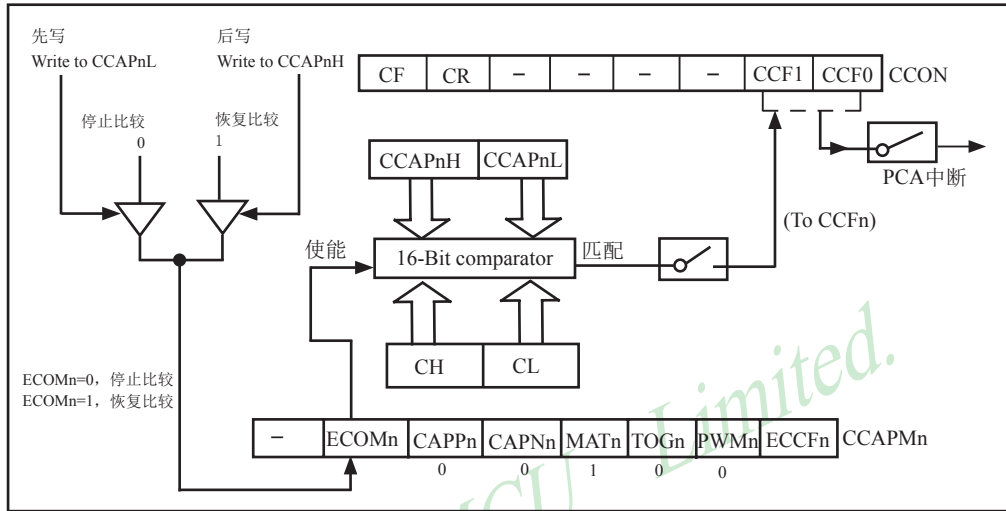 先写
Write to CCAPnL
后写
Write to CCAPnH
停止比较
0
恢复比较
1
CF CR – – – – CCF1 CCF0 CCON
PCA中断
CCAPnH CCAPnL
(To CCFn)
使能
16-Bit comparator
匹配
CH CL
ECOMn=0，停止比较
ECOMn=1，恢复比较
– ECOMn CAPPn CAPNn MATn TOGn PWMn ECCFn CCAPMn
0 0 1 0 0
MCU Limited.